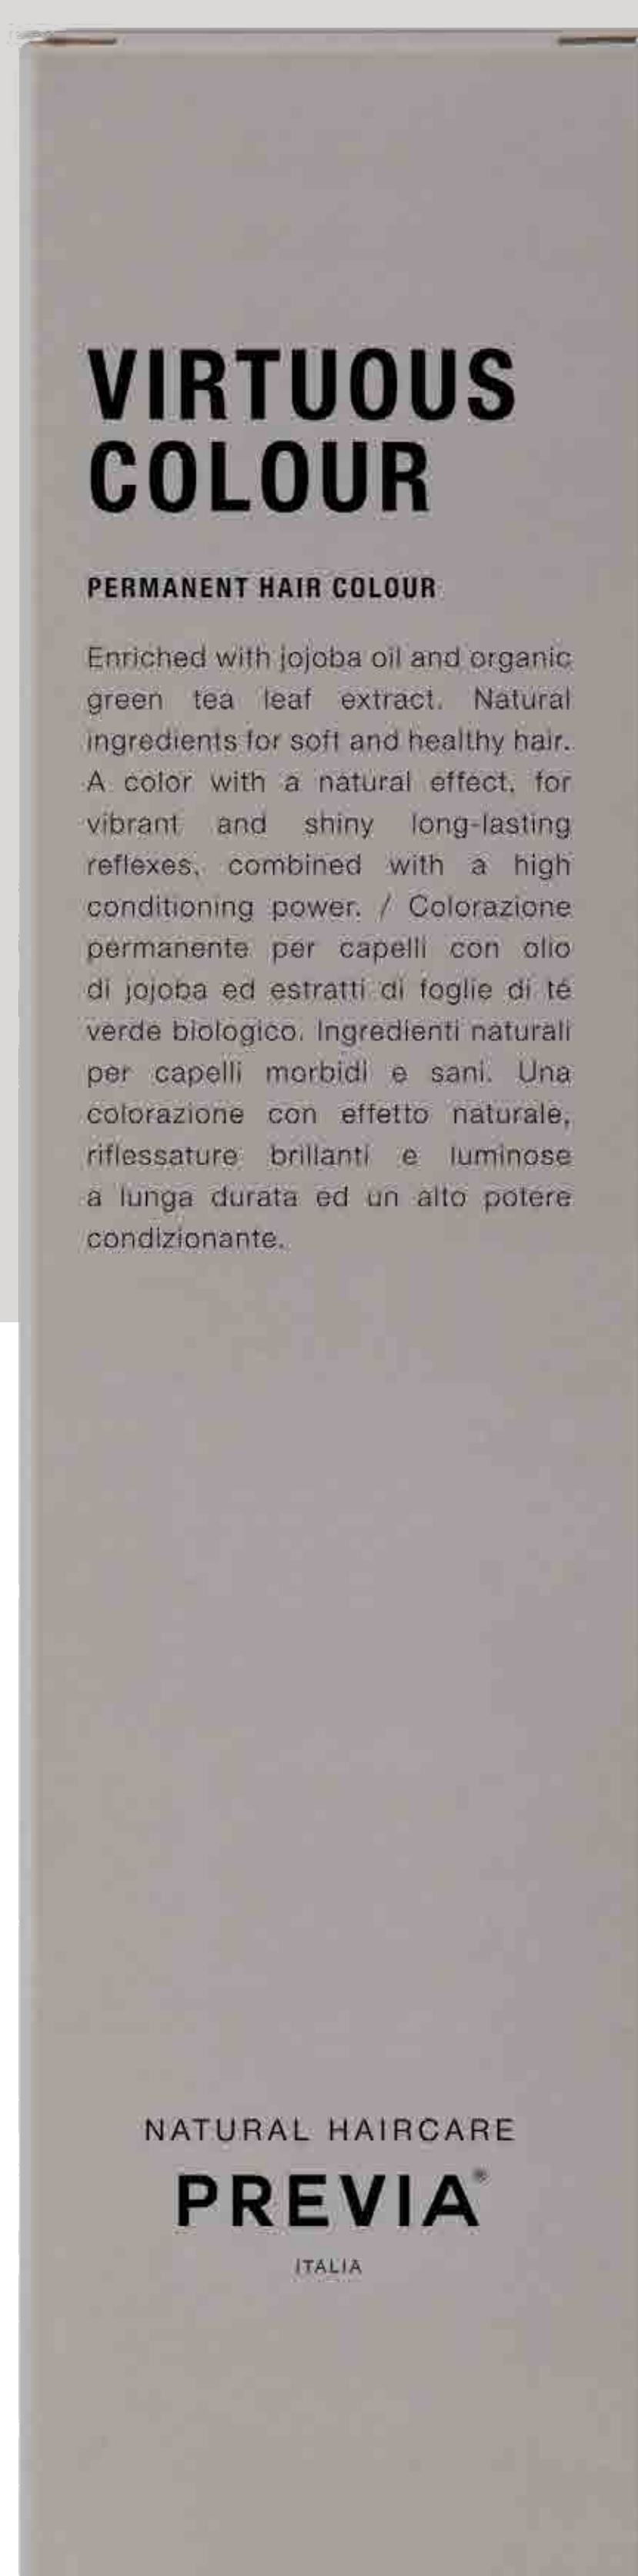 VIRTUOUS
COLOUR
PERMANENT HAIR COLOUR
Enriched with jojoba oil and organic
green tea leaf extract. Natural
ingredients for soft and healthy hair.
A color with a natural effect, for
vibrant and shiny long-lasting
reflexes, combined with a high
conditioning power. / Colorazione
permanente per capelli con olio
di jojoba ed estratti di foglie di té
verde biologico. Ingredienti naturali
per capelli morbidi e sani. Una
colorazione con effetto naturale,
riflessature brillanti e luminose
a lunga durata ed un alto potere
condizionante.
NATURAL HAIRCARE
PREVIA®
ITALIA